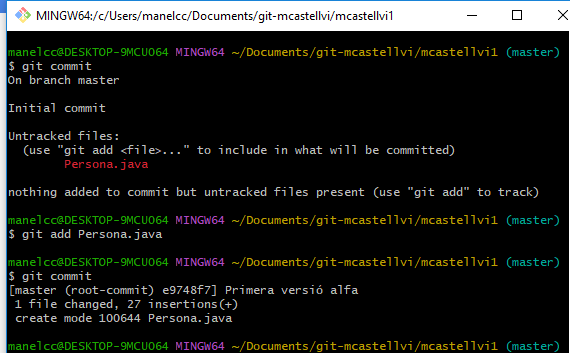 MINGW64:/c/Users/manelcc/Documents/git-mcastellvi/mcastellvi1
manelcc@DESKTOP-9MCUO64 MINGW64 ~/Documents/git-mcastellvi/mcastellvi1 (master)
$ git commit
On branch master
Initial commit
Untracked files:
(use "git add <file>..." to include in what will be committed)
Persona.java
nothing added to commit but untracked files present (use "git add" to track)
manelcc@DESKTOP-9MCUO64 MINGW64 ~/Documents/git-mcastellvi/mcastellvi1 (master)
$ git add Persona.java
manelcc@DESKTOP-9MCUO64 MINGW64 ~/Documents/git-mcastellvi/mcastellvi1 (master)
$ git commit
[master (root-commit) e9748f7] Primera versió alfa
1 file changed, 27 insertions(+)
create mode 100644 Persona.java
manelcc@DESKTOP-9MCUO64 MINGW64 ~/Documents/git-mcastellvi/mcastellvi1 (master)